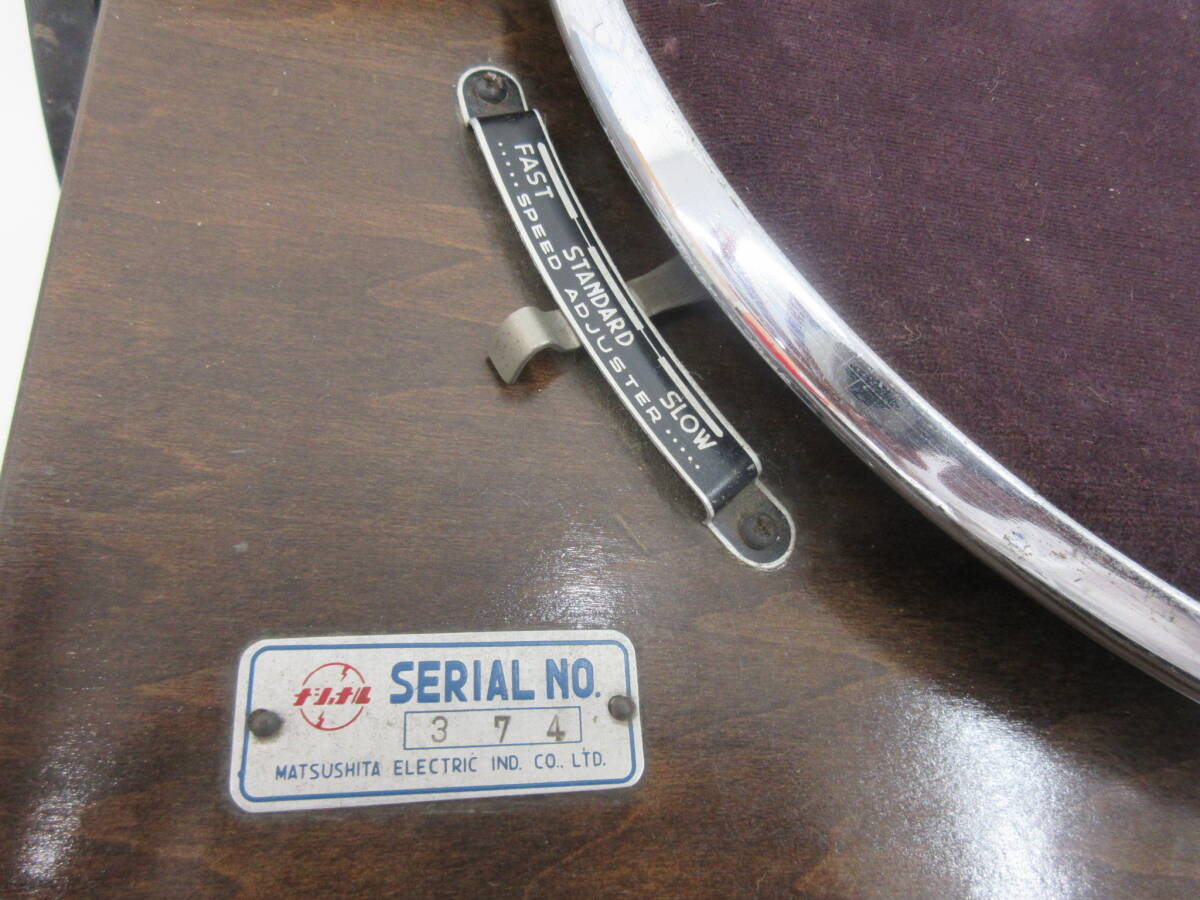 FAST STANDARD SLOW
.....SPEED ADJUSTER.....
ナショナル
SERIAL NO.
3 7 4
MATSUSHITA ELECTRIC IND. CO., LTD.